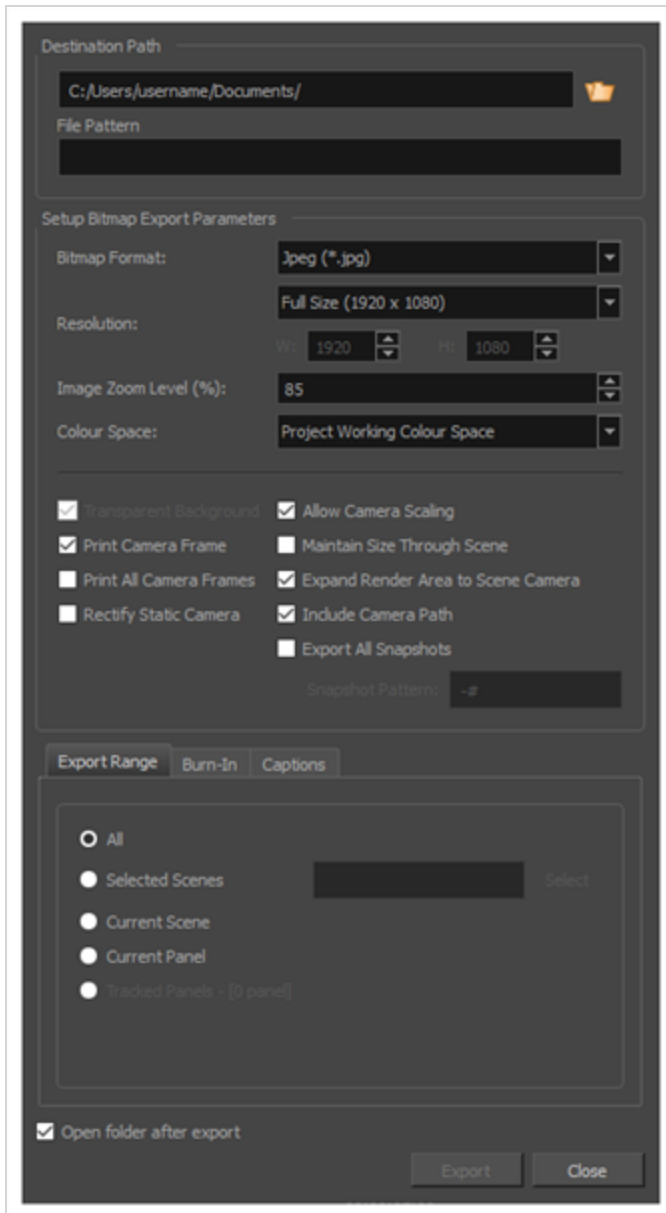 Destination Path
C:/Users/username/Documents/
File Pattern
Setup Bitmap Export Parameters
Bitmap Format: Jpeg (*.jpg)
Full Size (1920 x 1080)
Resolution:
W: 1920 H: 1080
Image Zoom Level (%): 85
Colour Space: Project Working Colour Space
Transparent Background Allow Camera Scaling
Print Camera Frame Maintain Size Through Scene
Print All Camera Frames Expand Render Area to Scene Camera
Rectify Static Camera Include Camera Path
Export All Snapshots
Snapshot Pattern: -#
Export Range Burn-In Captions
All
Selected Scenes Select
Current Scene
Current Panel
Tracked Panels - [0 panel]
Open folder after export
Export Close